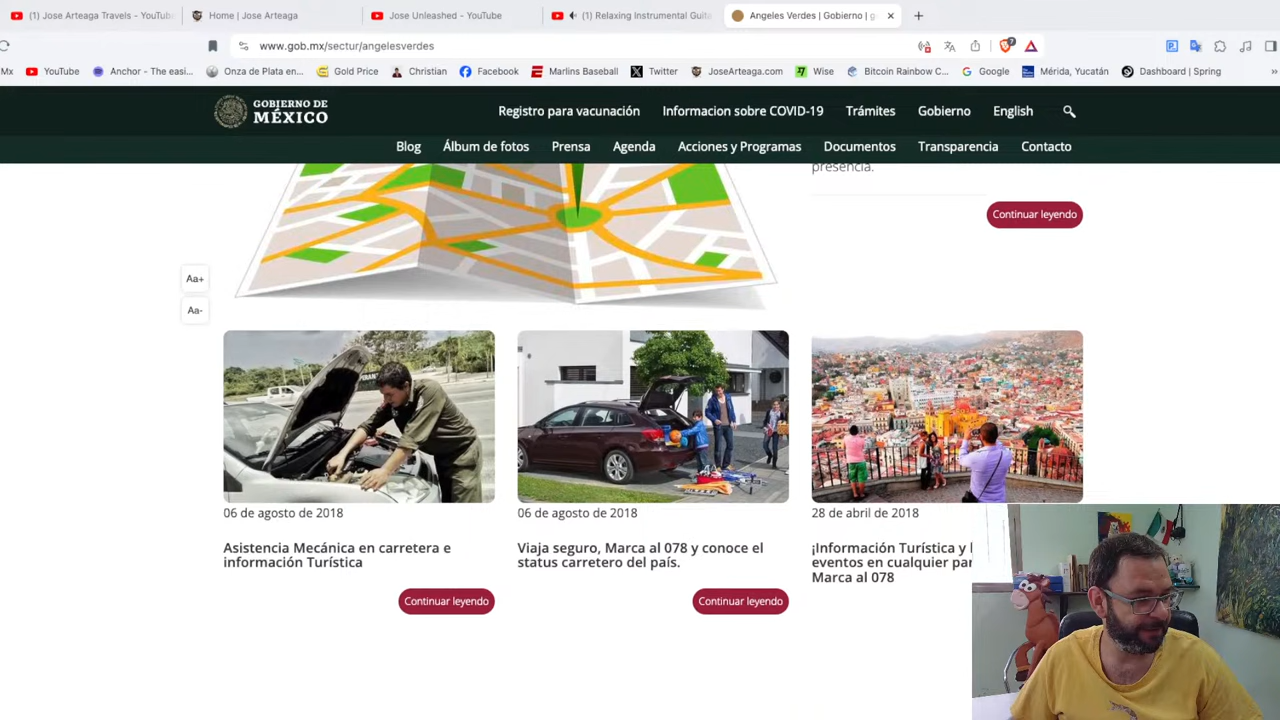 (1) Jose Arteaga Travels - YouTub
Home | Jose Arteaga
Jose Unleashed - YouTube
(1) Relaxing Instrumental Guita
Angeles Verdes | Gobierno | g
www.gob.mx/sectur/angelesverdes
7
Mx
YouTube
Anchor - The easi...
Onza de Plata en...
Gold Price
Christian
Facebook
Marlins Baseball
Twitter
JoseArteaga.com
Wise
Bitcoin Rainbow C...
Google
Mérida, Yucatán
Dashboard | Spring
GOBIERNO DE
MÉXICO
Registro para vacunación
Informacion sobre COVID-19
Trámites
Gobierno
English
Blog
Álbum de fotos
Prensa
Agenda
Acciones y Programas
Documentos
Transparencia
Contacto
presencia.
Continuar leyendo
Aa+
Aa-
06 de agosto de 2018
Asistencia Mecánica en carretera e
información Turística
Continuar leyendo
06 de agosto de 2018
Viaja seguro, Marca al 078 y conoce el
status carretero del país.
Continuar leyendo
28 de abril de 2018
¡Información Turística y
eventos en cualquier par
Marca al 078